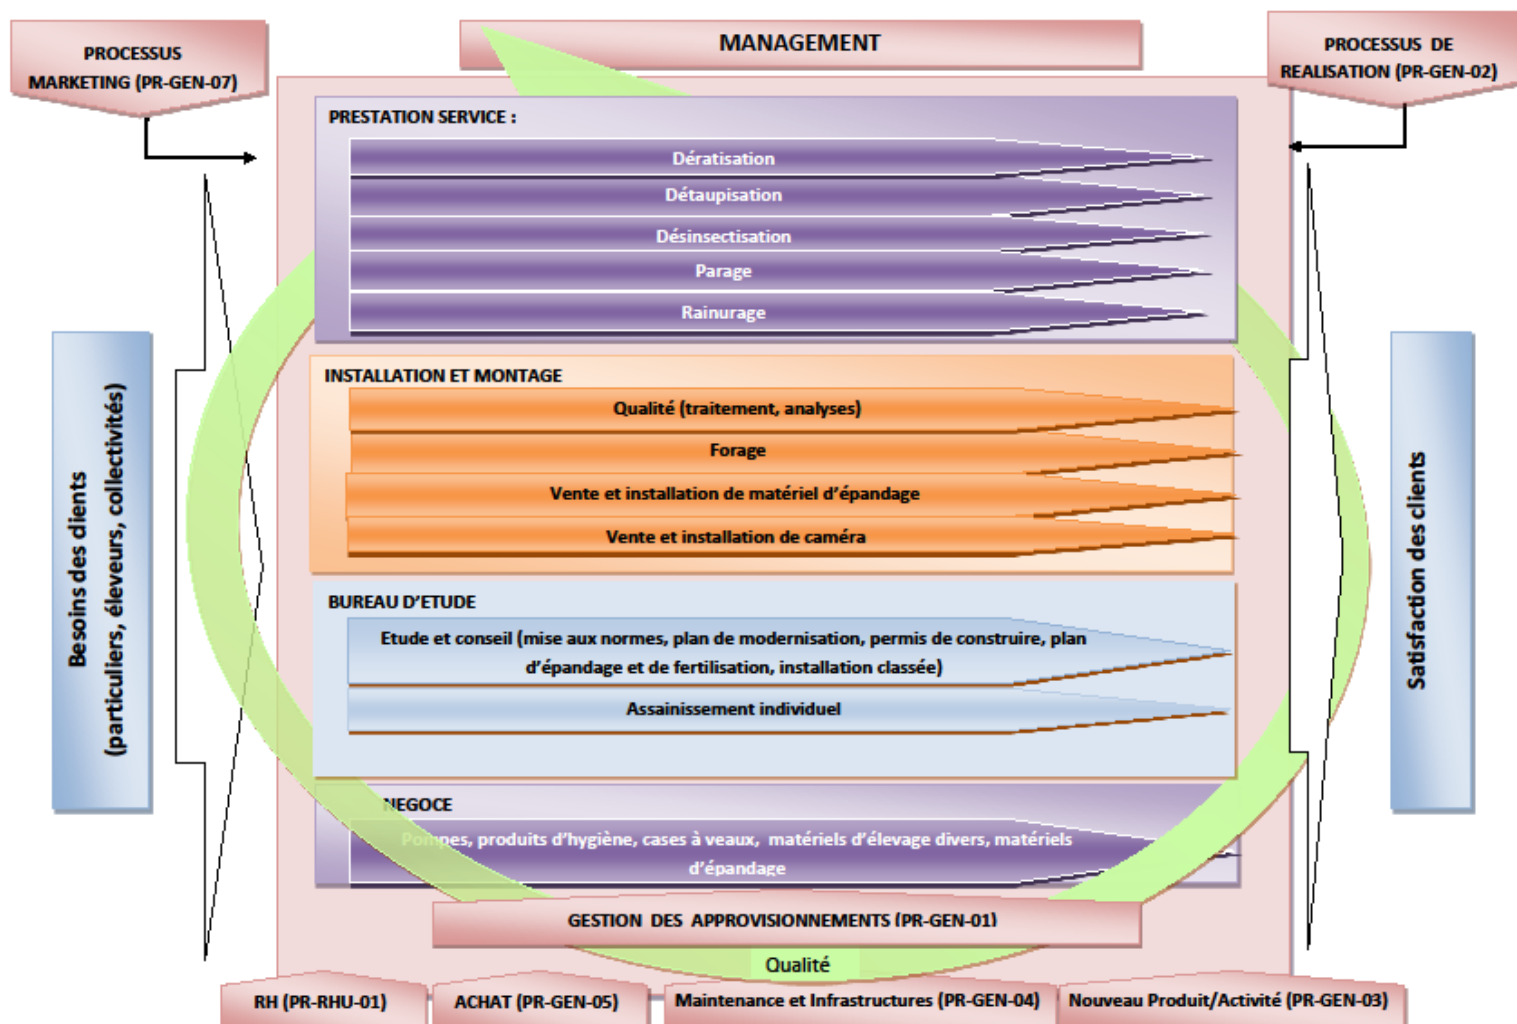 MANAGEMENT
PROCESSUS
MARKETING (PR-GEN-07)
PROCESSUS DE
REALISATION (PR-GEN-02)
PRESTATION SERVICE :
Dératisation
Détaupisation
Désinsectisation
Parage
Rainurage
INSTALLATION ET MONTAGE
Qualité (traitement, analyses)
Forage
Vente et installation de matériel d'épandage
Vente et installation de caméra
BUREAU D'ETUDE
Etude et conseil (mise aux normes, plan de modernisation, permis de construire, plan
d'épandage et de fertilisation, installation classée)
Assainissement individuel
NEGOCE
Pompes, produits d'hygiène, cases à veaux, matériels d'élevage divers, matériels
d'épandage
Besoins des clients
(particuliers, éleveurs, collectivités)
Satisfaction des clients
GESTION DES APPROVISIONNEMENTS (PR-GEN-01)
Qualité
RH (PR-RHU-01)
ACHAT (PR-GEN-05)
Maintenance et Infrastructures (PR-GEN-04)
Nouveau Produit/Activité (PR-GEN-03)